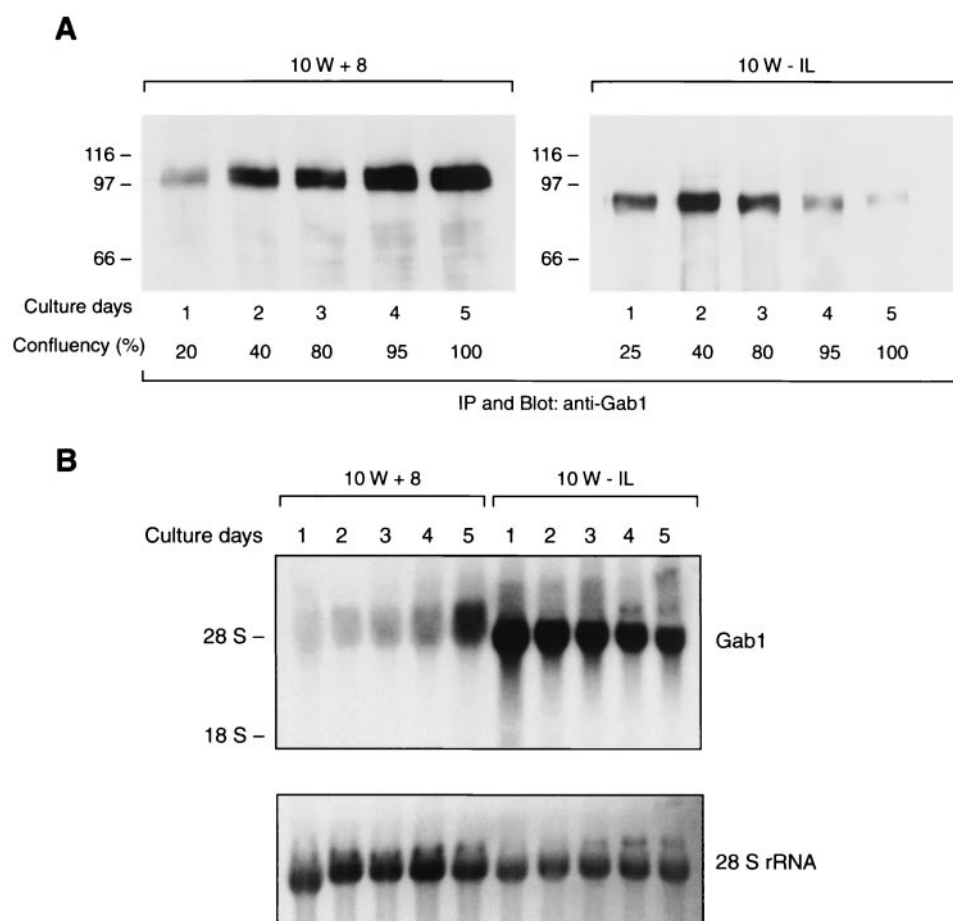 A
10 W + 8
10 W - IL
116 –
97 –
66 –
116 –
97 –
66 –
Culture days 1 2 3 4 5 1 2 3 4 5
Confluency (%) 20 40 80 95 100 25 40 80 95 100
IP and Blot: anti-Gab1
B
10 W + 8
10 W - IL
Culture days 1 2 3 4 5 1 2 3 4 5
28 S –
Gab1
18 S –
28 S rRNA